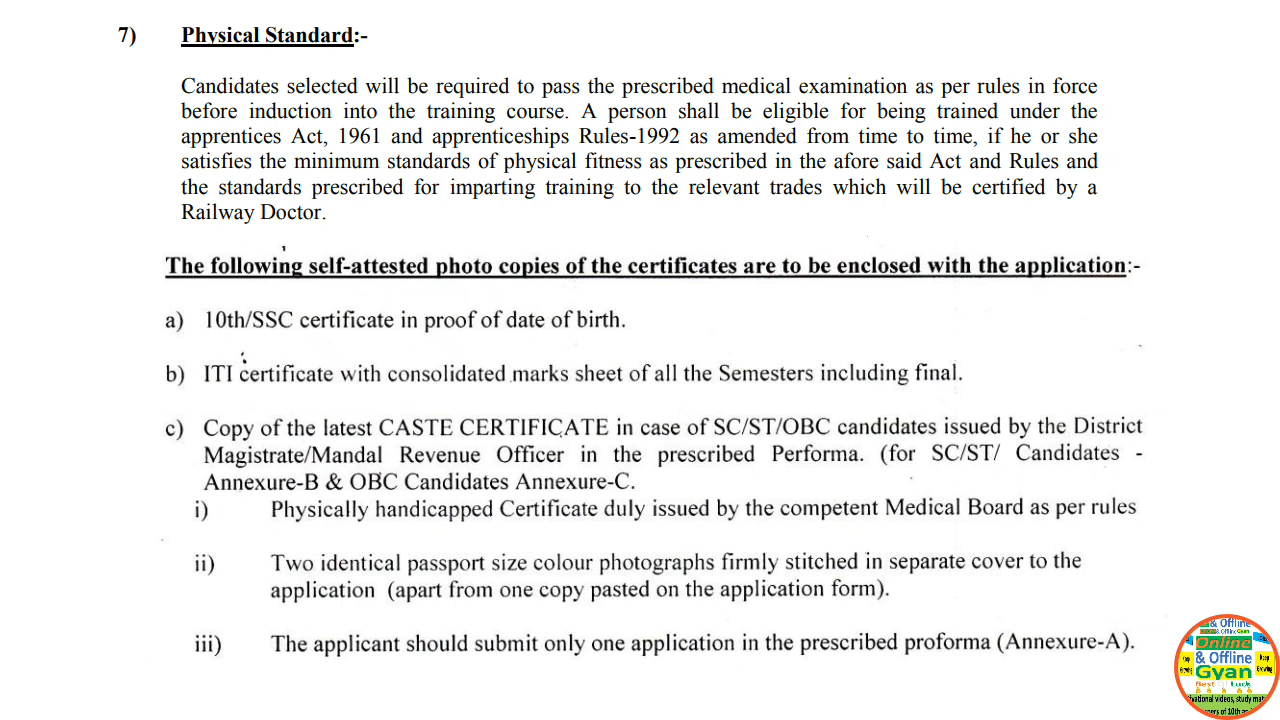 7) Physical Standard:-
Candidates selected will be required to pass the prescribed medical examination as per rules in force
before induction into the training course. A person shall be eligible for being trained under the
apprentices Act, 1961 and apprenticeships Rules-1992 as amended from time to time, if he or she
satisfies the minimum standards of physical fitness as prescribed in the afore said Act and Rules and
the standards prescribed for imparting training to the relevant trades which will be certified by a
Railway Doctor.
The following self-attested photo copies of the certificates are to be enclosed with the application:-
a) 10th/SSC certificate in proof of date of birth.
b) ITI certificate with consolidated marks sheet of all the Semesters including final.
c) Copy of the latest CASTE CERTIFICATE in case of SC/ST/OBC candidates issued by the District
Magistrate/Mandal Revenue Officer in the prescribed Performa. (for SC/ST/ Candidates -
Annexure-B & OBC Candidates Annexure-C.
i) Physically handicapped Certificate duly issued by the competent Medical Board as per rules
ii) Two identical passport size colour photographs firmly stitched in separate cover to the
application (apart from one copy pasted on the application form).
iii) The applicant should submit only one application in the prescribed proforma (Annexure-A).
& Offline
Online
& Offline
Gyan
Best Luck